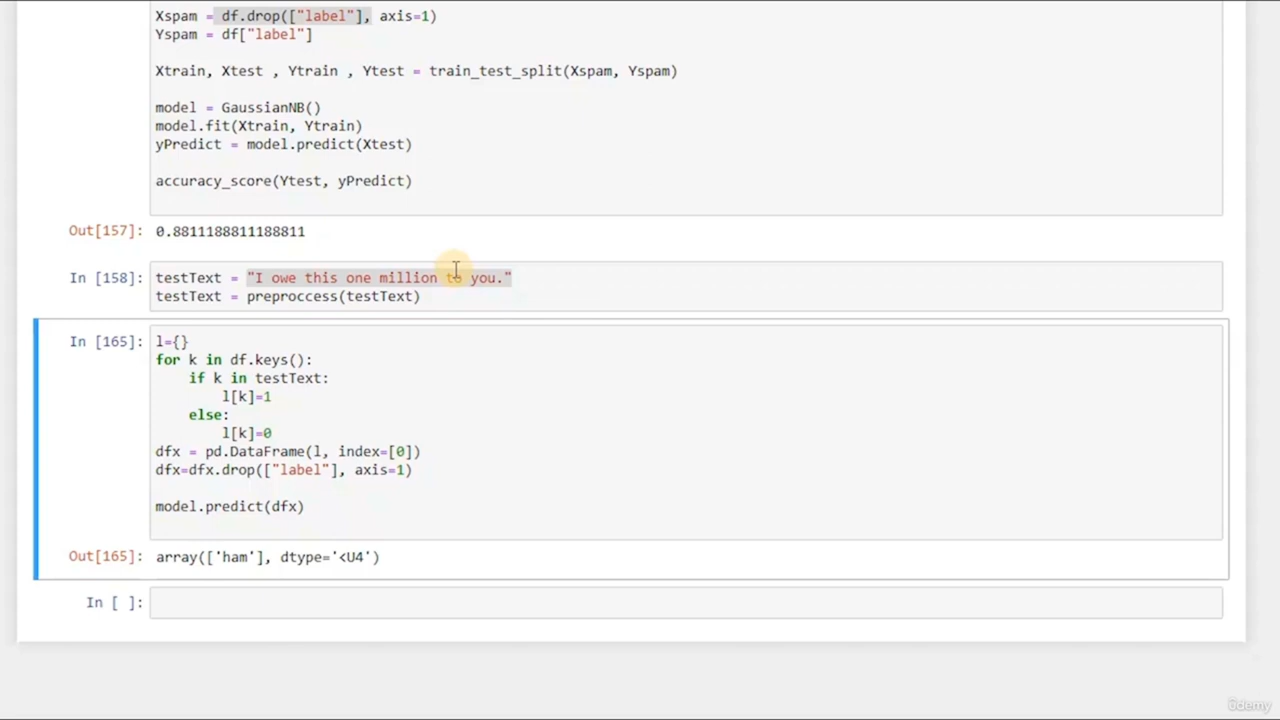 Xspam = df.drop(["label"], axis=1)
Yspam = df["label"]
Xtrain, Xtest , Ytrain , Ytest = train_test_split(Xspam, Yspam)
model = GaussianNB()
model.fit(Xtrain, Ytrain)
yPredict = model.predict(Xtest)
accuracy_score(Ytest, yPredict)
Out[157]: 0.8811188811188811
In [158]: testText = "I owe this one million to you."
testText = preproccess(testText)
In [165]: l={}
for k in df.keys():
    if k in testText:
        l[k]=1
    else:
        l[k]=0
dfx = pd.DataFrame(l, index=[0])
dfx=dfx.drop(["label"], axis=1)
model.predict(dfx)
Out[165]: array(['ham'], dtype='<U4')
In [ ]:
ûdemy